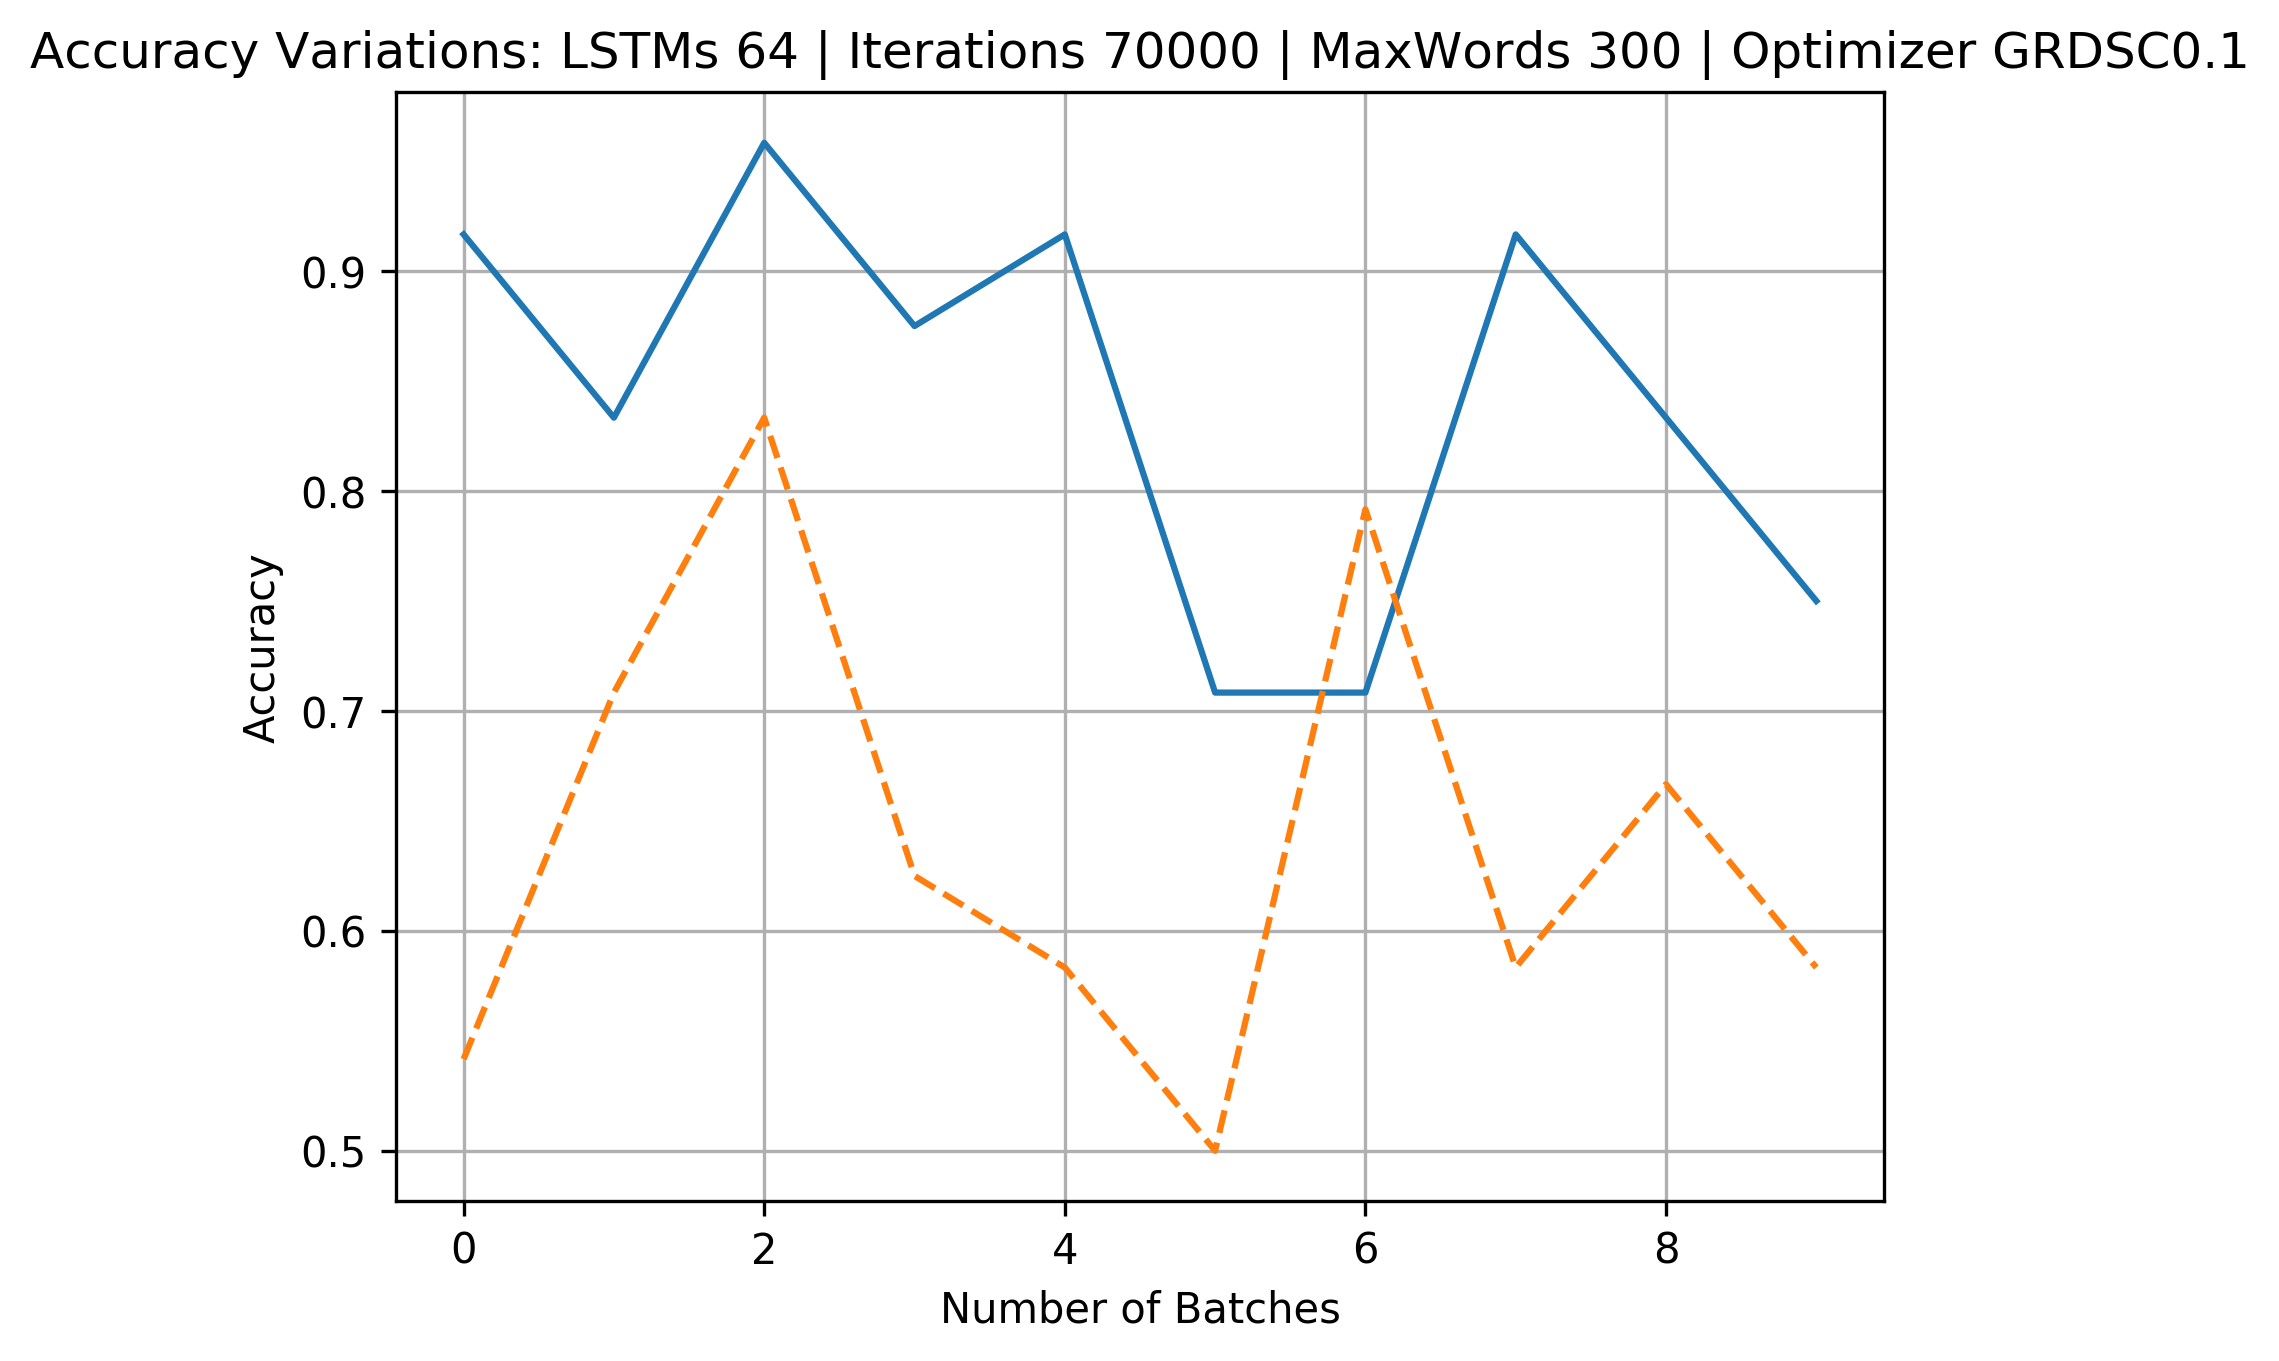 Accuracy Variations: LSTMs 64 | Iterations 70000 | MaxWords 300 | Optimizer GRDSC0.1
Accuracy
0.9
0.8
0.7
0.6
0.5
0 2 4 6 8
Number of Batches